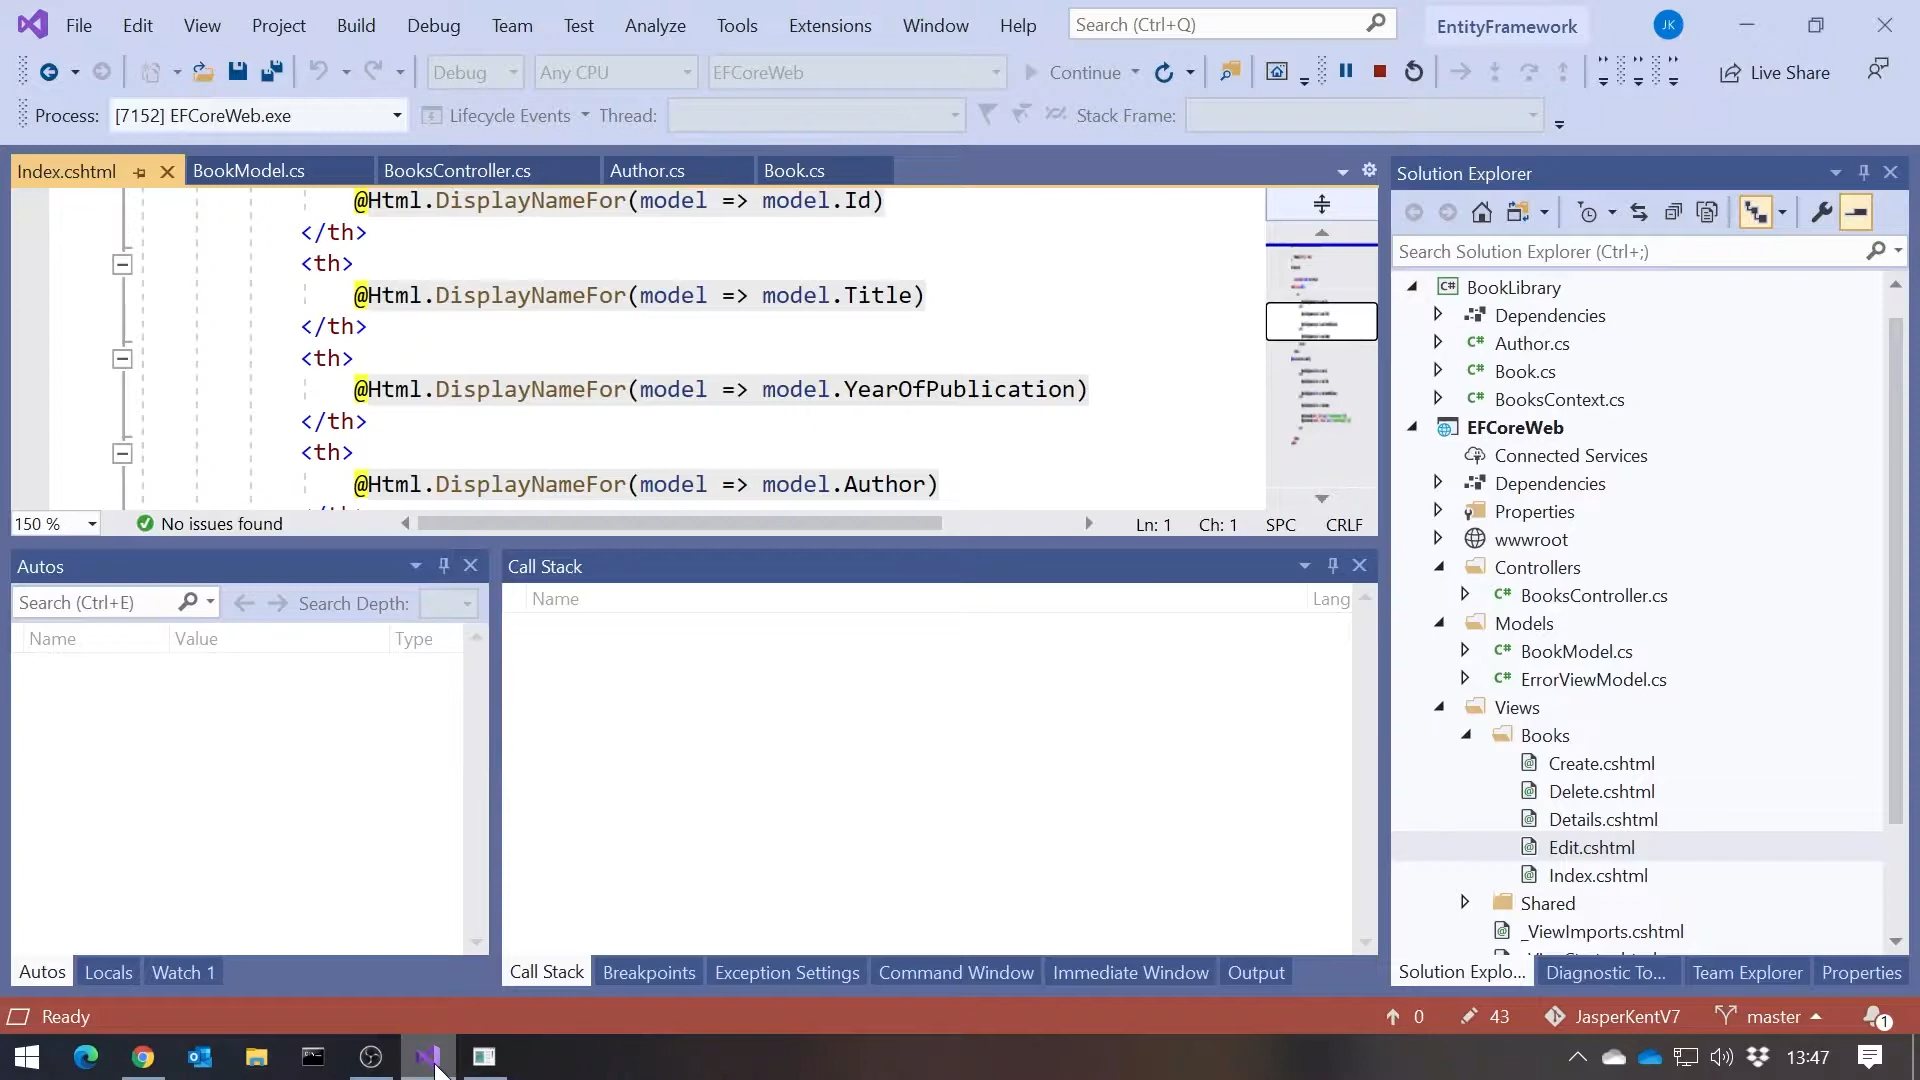 File Edit View Project Build Debug Team Test Analyze Tools Extensions Window Help Search (Ctrl+Q) EntityFramework JK
Debug Any CPU EFCoreWeb Continue Live Share
Process: [7152] EFCoreWeb.exe Lifecycle Events Thread: Stack Frame:
Index.cshtml BookModel.cs BooksController.cs Author.cs Book.cs
@Html.DisplayNameFor(model => model.Id)
</th>
<th>
@Html.DisplayNameFor(model => model.Title)
</th>
<th>
@Html.DisplayNameFor(model => model.YearOfPublication)
</th>
<th>
@Html.DisplayNameFor(model => model.Author)
150 % No issues found Ln: 1 Ch: 1 SPC CRLF
Autos
Search (Ctrl+E) Search Depth:
Name Value Type
Autos Locals Watch 1
Call Stack
Name Lang
Call Stack Breakpoints Exception Settings Command Window Immediate Window Output
Solution Explorer
Search Solution Explorer (Ctrl+;)
C# BookLibrary
Dependencies
C# Author.cs
C# Book.cs
C# BooksContext.cs
EFCoreWeb
Connected Services
Dependencies
Properties
wwwroot
Controllers
C# BooksController.cs
Models
C# BookModel.cs
C# ErrorViewModel.cs
Views
Books
Create.cshtml
Delete.cshtml
Details.cshtml
Edit.cshtml
Index.cshtml
Shared
_ViewImports.cshtml
Solution Explo... Diagnostic To... Team Explorer Properties
Ready 0 43 JasperKentV7 master 1
13:47